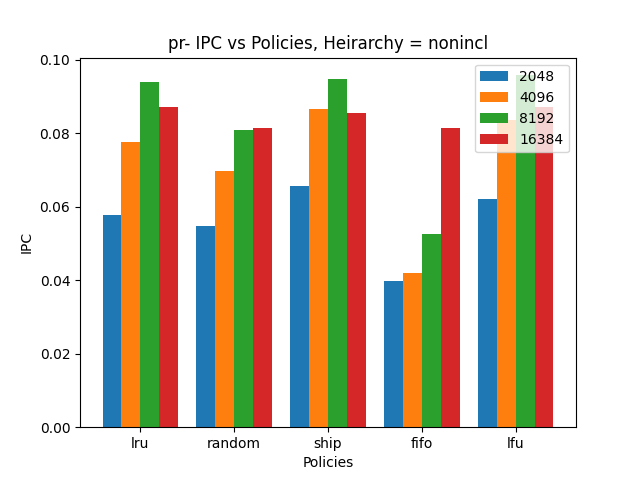 pr- IPC vs Policies, Heirarchy = nonincl
0.10
0.08
0.06
0.04
0.02
0.00
IPC
2048
4096
8192
16384
lru random ship fifo lfu
Policies